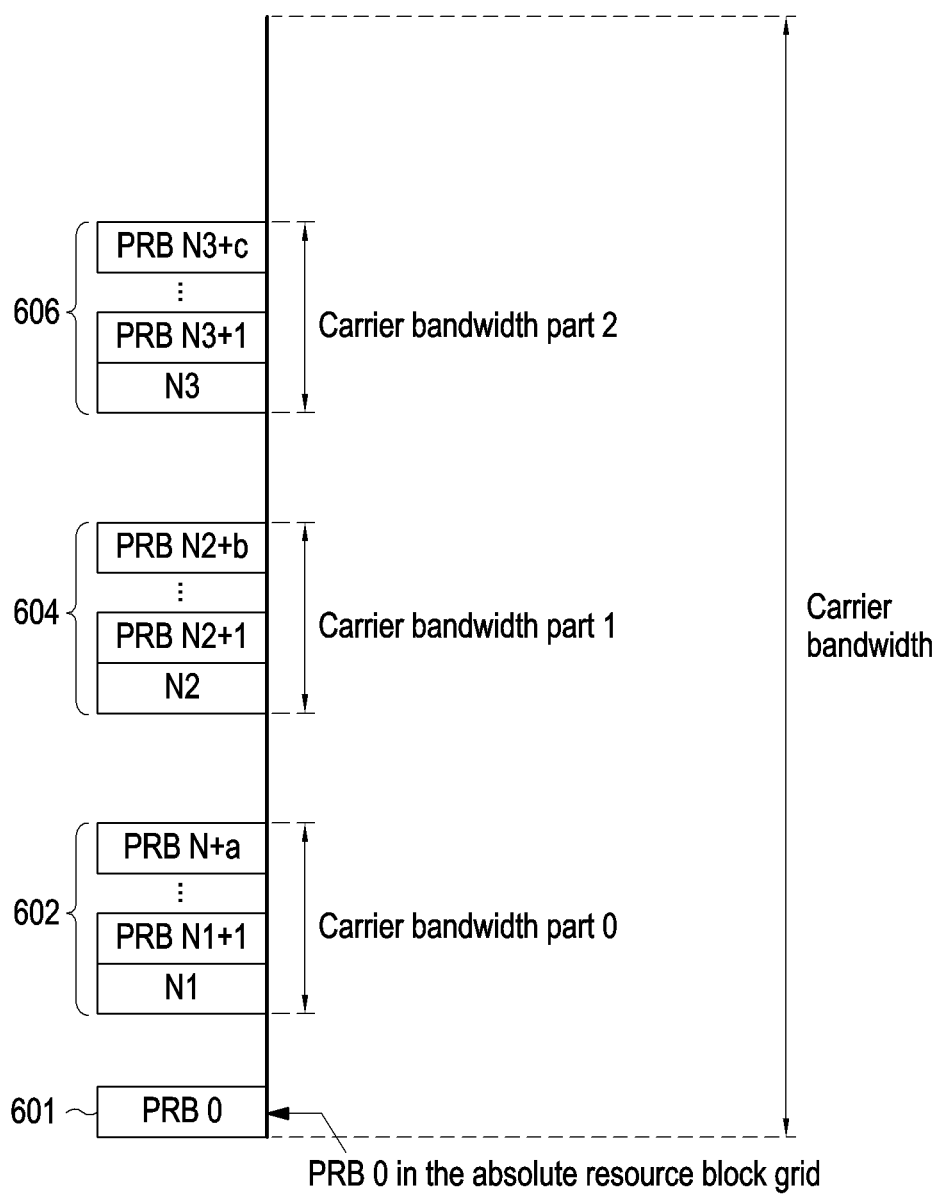 PRB N3+c
⋮
606
PRB N3+1
Carrier bandwidth part 2
N3
PRB N2+b
⋮
604
PRB N2+1
Carrier bandwidth part 1
N2
Carrier
bandwidth
PRB N+a
⋮
602
PRB N1+1
Carrier bandwidth part 0
N1
601
PRB 0
PRB 0 in the absolute resource block grid